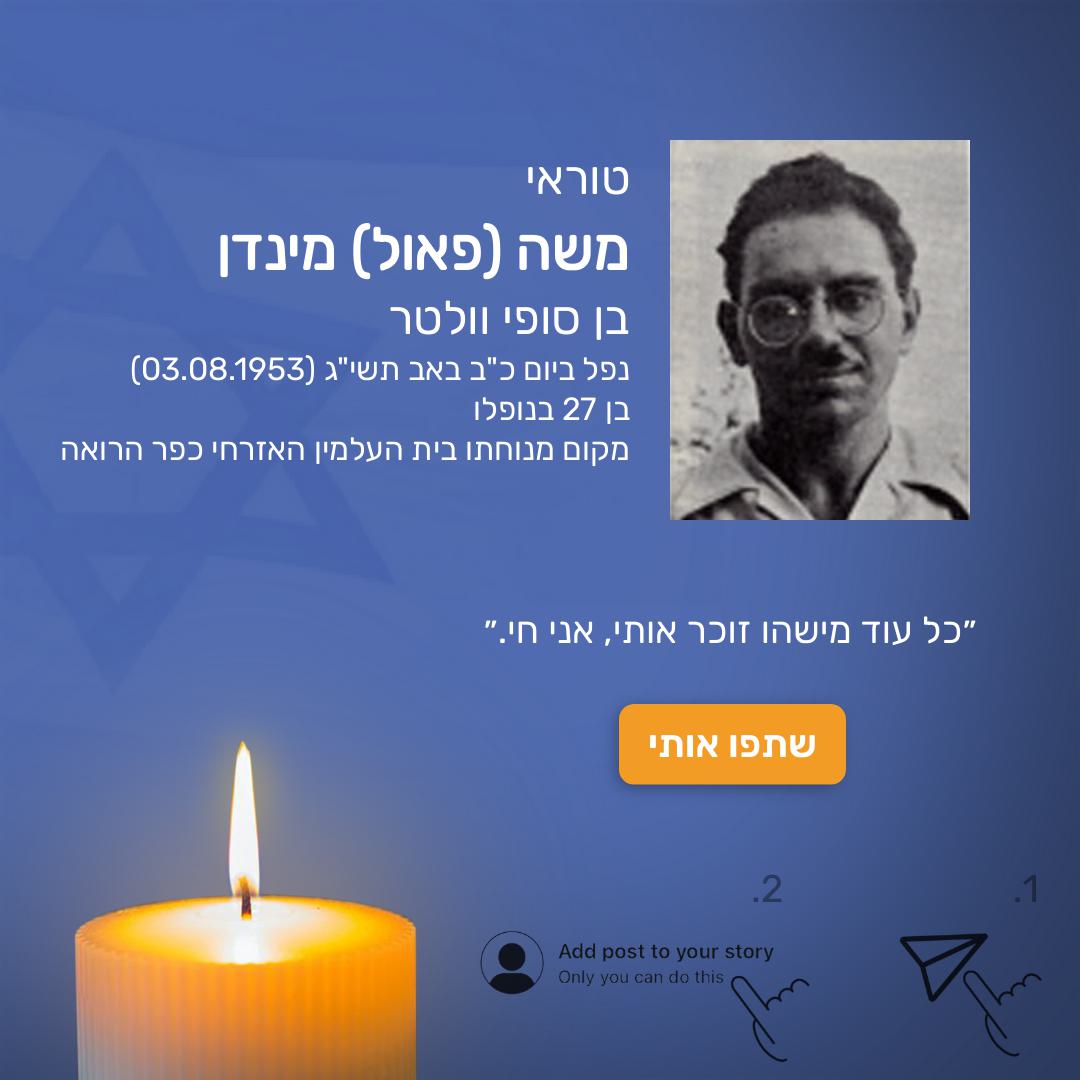 טוראי
משה (פאול) מינדן
בן סופי וולטר
נפל ביום כ"ב באב תשי"ג (03.08.1953)
בן 27 בנופלו
מקום מנוחתו בית העלמין האזרחי כפר הרואה
״כל עוד מישהו זוכר אותי, אני חי.״
שתפו אותי
1.
2.
Add post to your story
Only you can do this